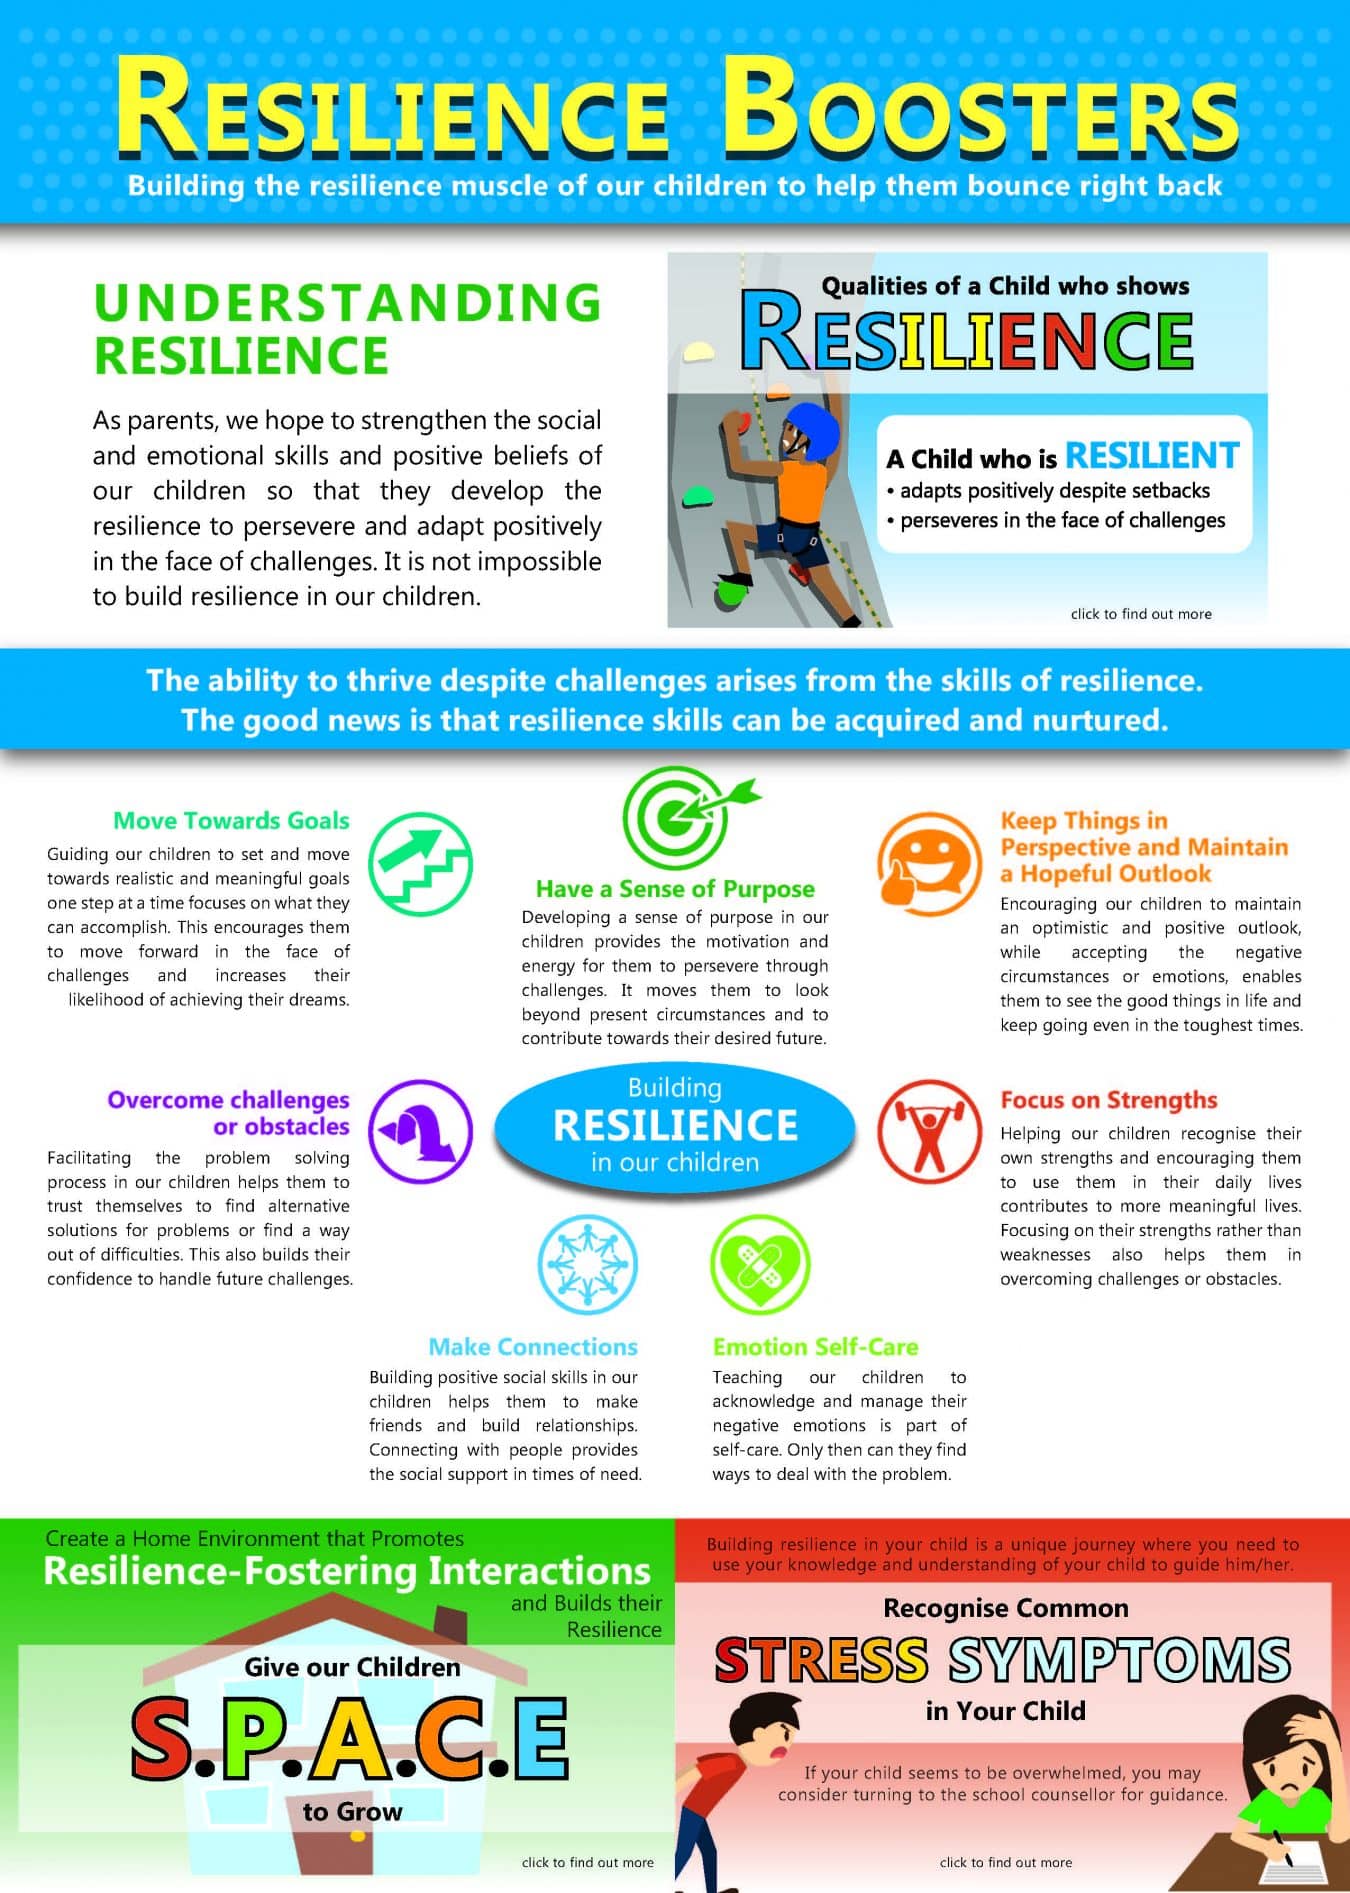 RESILIENCE BOOSTERS
Building the resilience muscle of our children to help them bounce right back
UNDERSTANDING
RESILIENCE
As parents, we hope to strengthen the social
and emotional skills and positive beliefs of
our children so that they develop the
resilience to persevere and adapt positively
in the face of challenges. It is not impossible
to build resilience in our children.
Qualities of a Child who shows
RESILIENCE
A Child who is RESILIENT
• adapts positively despite setbacks
• perseveres in the face of challenges
click to find out more
The ability to thrive despite challenges arises from the skills of resilience.
The good news is that resilience skills can be acquired and nurtured.
Move Towards Goals
Guiding our children to set and move
towards realistic and meaningful goals
one step at a time focuses on what they
can accomplish. This encourages them
to move forward in the face of
challenges and increases their
likelihood of achieving their dreams.
Have a Sense of Purpose
Developing a sense of purpose in our
children provides the motivation and
energy for them to persevere through
challenges. It moves them to look
beyond present circumstances and to
contribute towards their desired future.
Keep Things in
Perspective and Maintain
a Hopeful Outlook
Encouraging our children to maintain
an optimistic and positive outlook,
while accepting the negative
circumstances or emotions, enables
them to see the good things in life and
keep going even in the toughest times.
Overcome challenges
or obstacles
Facilitating the problem solving
process in our children helps them to
trust themselves to find alternative
solutions for problems or find a way
out of difficulties. This also builds their
confidence to handle future challenges.
Building
RESILIENCE
in our children
Focus on Strengths
Helping our children recognise their
own strengths and encouraging them
to use them in their daily lives
contributes to more meaningful lives.
Focusing on their strengths rather than
weaknesses also helps them in
overcoming challenges or obstacles.
Make Connections
Building positive social skills in our
children helps them to make
friends and build relationships.
Connecting with people provides
the social support in times of need.
Emotion Self-Care
Teaching our children to
acknowledge and manage their
negative emotions is part of
self-care. Only then can they find
ways to deal with the problem.
Create a Home Environment that Promotes
Resilience-Fostering Interactions
and Builds their
Resilience
Give our Children
S.P.A.C.E
to Grow
click to find out more
Building resilience in your child is a unique journey where you need to
use your knowledge and understanding of your child to guide him/her.
Recognise Common
STRESS SYMPTOMS
in Your Child
If your child seems to be overwhelmed, you may
consider turning to the school counsellor for guidance.
click to find out more